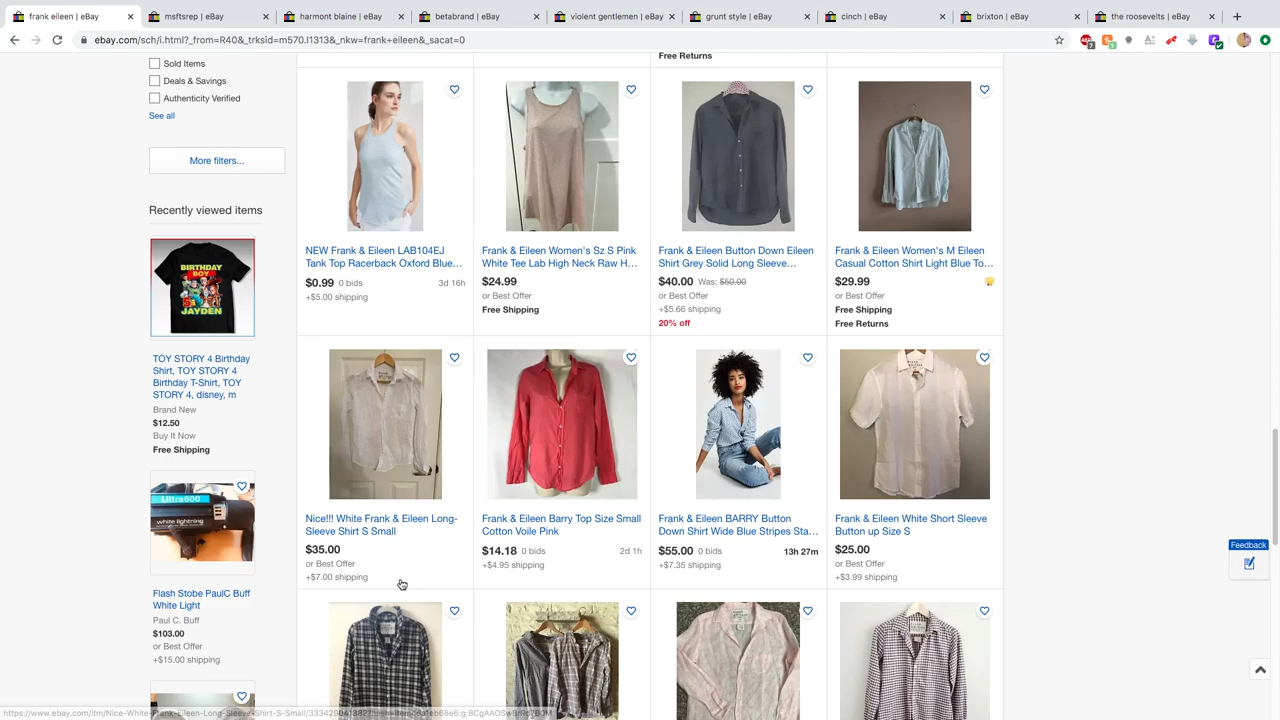 frank eileen | eBay
msftsrep | eBay
harmont blaine | eBay
betabrand | eBay
violent gentlemen | eBay
grunt style | eBay
cinch | eBay
brixton | eBay
the roosevelts | eBay
ebay.com/sch/i.html?_from=R40&_trksid=m570.l1313&_nkw=frank+eileen&_sacat=0
Sold Items
Deals & Savings
Authenticity Verified
See all
More filters...
Recently viewed items
BIRTHDAY
BOY
JAYDEN
TOY STORY 4 Birthday
Shirt, TOY STORY 4
Birthday T-Shirt, TOY
STORY 4, disney, m
Brand New
$12.50
Buy It Now
Free Shipping
Ultra600
white lightning
Flash Stobe PaulC Buff
White Light
Paul C. Buff
$103.00
or Best Offer
+$15.00 shipping
Free Returns
NEW Frank & Eileen LAB104EJ
Tank Top Racerback Oxford Blue...
$0.99 0 bids 3d 16h
+$5.00 shipping
Frank & Eileen Women's Sz S Pink
White Tee Lab High Neck Raw H...
$24.99
or Best Offer
Free Shipping
Frank & Eileen Button Down Eileen
Shirt Grey Solid Long Sleeve...
$40.00 Was: $50.00
or Best Offer
+$5.66 shipping
20% off
Frank & Eileen Women's M Eileen
Casual Cotton Shirt Light Blue To...
$29.99
or Best Offer
Free Shipping
Free Returns
Nice!!! White Frank & Eileen Long-
Sleeve Shirt S Small
$35.00
or Best Offer
+$7.00 shipping
Frank & Eileen Barry Top Size Small
Cotton Voile Pink
$14.18 0 bids 2d 1h
+$4.95 shipping
Frank & Eileen BARRY Button
Down Shirt Wide Blue Stripes Sta...
$55.00 0 bids 13h 27m
+$7.35 shipping
Frank & Eileen White Short Sleeve
Button up Size S
$25.00
or Best Offer
+$3.99 shipping
Feedback